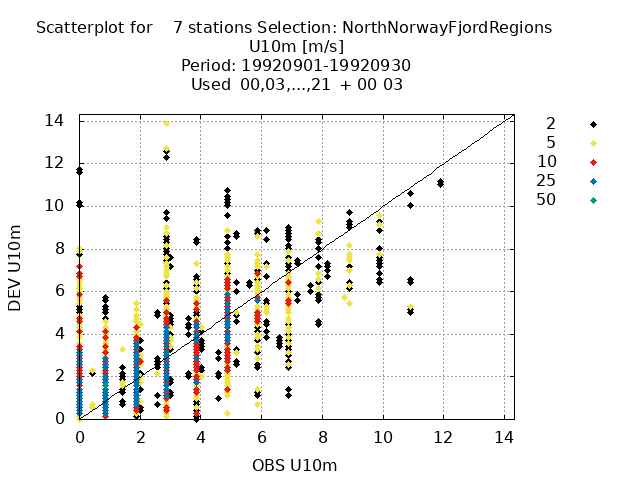 Scatterplot for    7 stations Selection: NorthNorwayFjordRegions
U10m [m/s]
Period: 19920901-19920930
Used  00,03,...,21  + 00 03
14
12
10
8
6
4
2
0
DEV U10m
0 2 4 6 8 10 12 14
OBS U10m
2
5
10
25
50